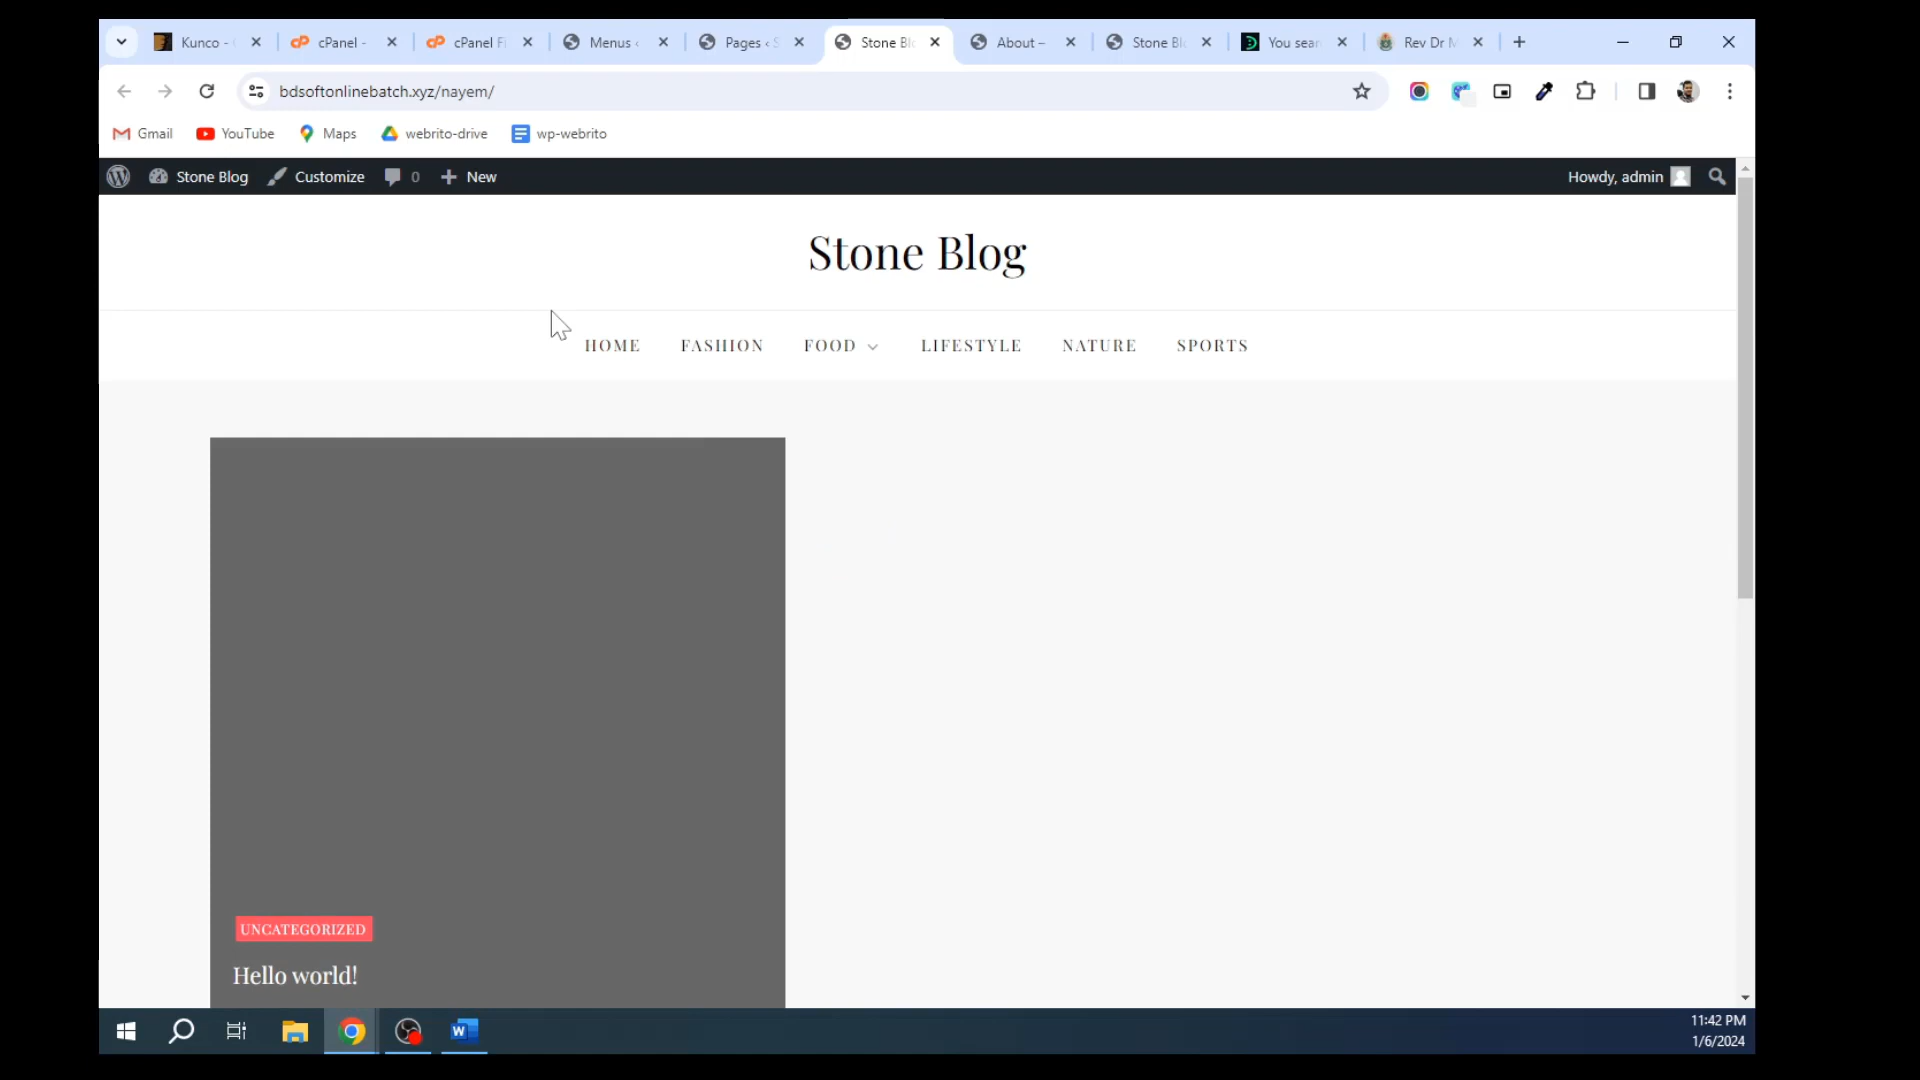 Kunco -
cPanel -
cPanel Fi
Menus ‹
Pages ‹ S
Stone Bl
About –
Stone Bl
You sear
Rev Dr M
bdsoftonlinebatch.xyz/nayem/
Gmail
YouTube
Maps
webrito-drive
wp-webrito
Stone Blog
Customize
0
New
Howdy, admin
Stone Blog
HOME
FASHION
FOOD
LIFESTYLE
NATURE
SPORTS
UNCATEGORIZED
Hello world!
11:42 PM
1/6/2024